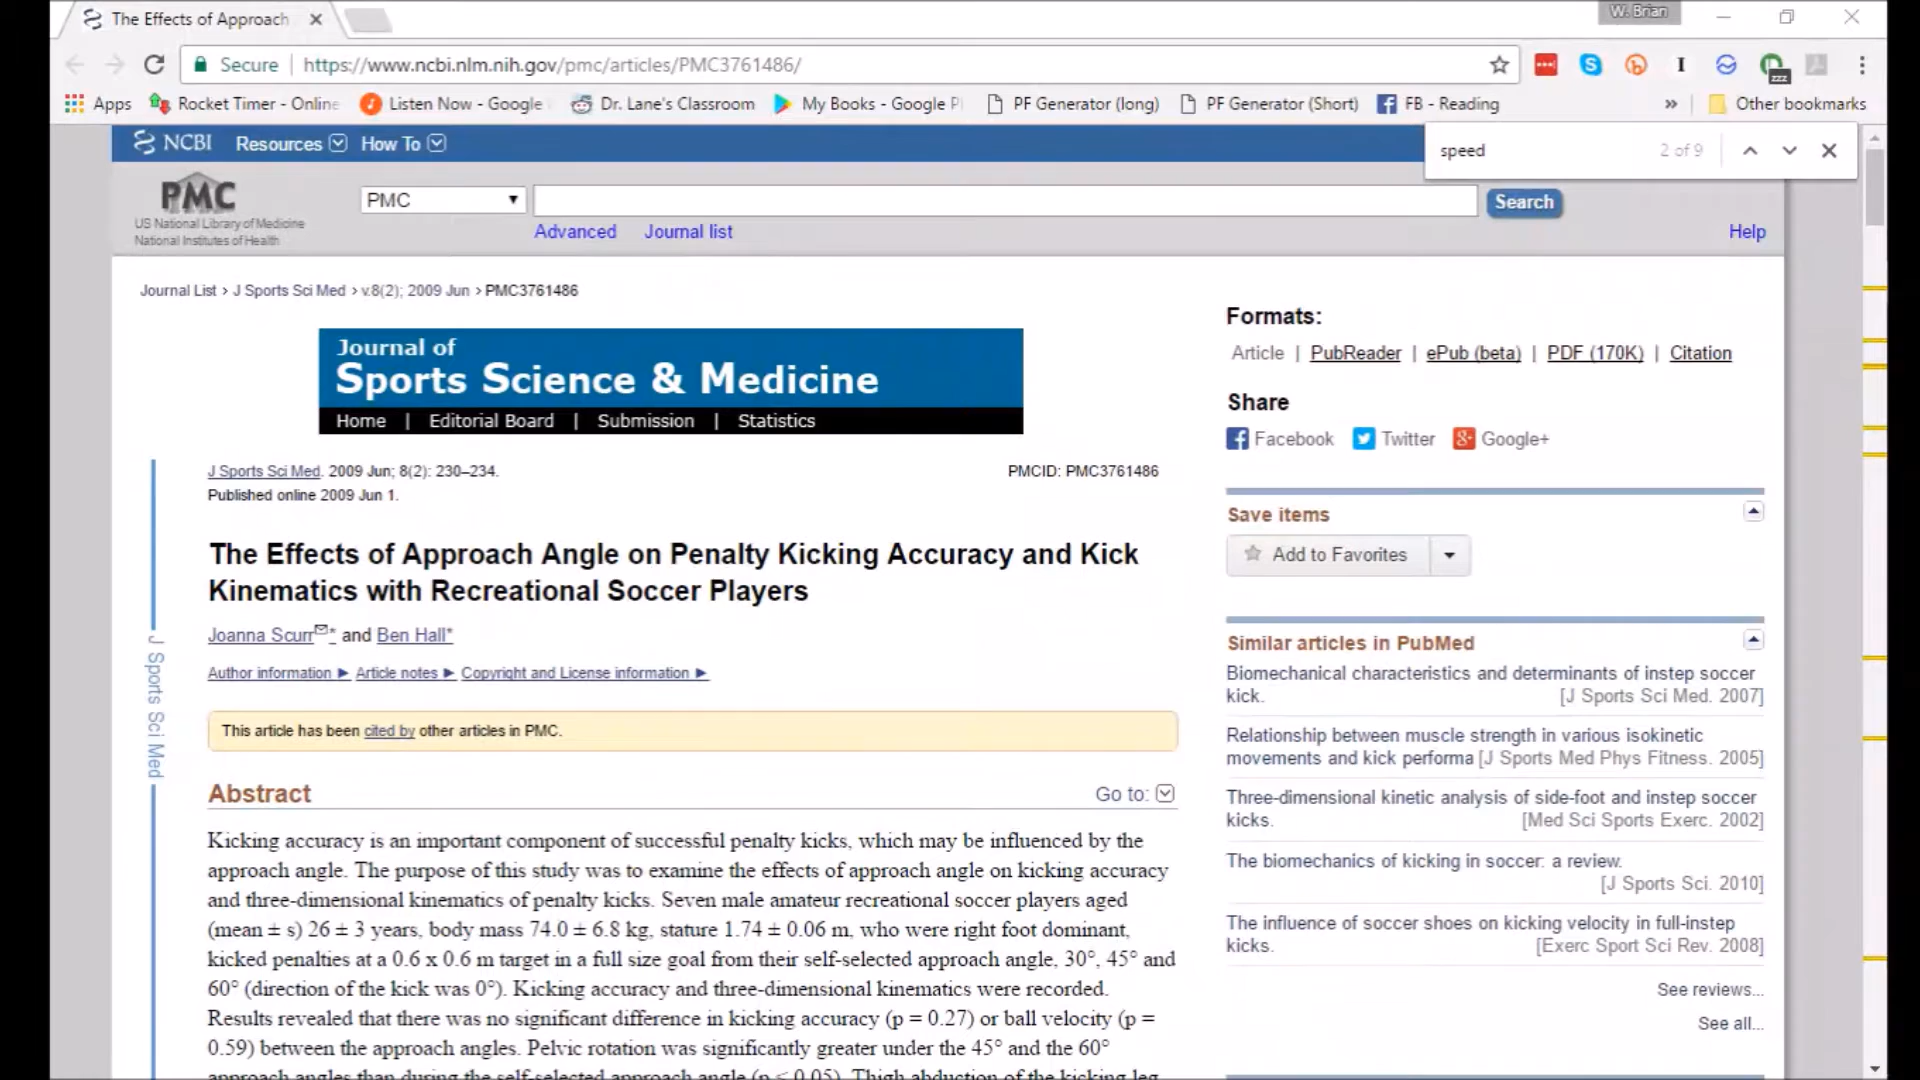 The Effects of Approach
W. Brian
Secure https://www.ncbi.nlm.nih.gov/pmc/articles/PMC3761486/
Apps Rocket Timer - Online Listen Now - Google Dr. Lane's Classroom My Books - Google Pl PF Generator (long) PF Generator (Short) FB - Reading » Other bookmarks
NCBI Resources How To
speed 2 of 9
PMC
US National Library of Medicine
National Institutes of Health
PMC Search
Advanced Journal list Help
Journal List > J Sports Sci Med > v.8(2); 2009 Jun > PMC3761486
Journal of
Sports Science & Medicine
Home | Editorial Board | Submission | Statistics
J Sports Sci Med. 2009 Jun; 8(2): 230–234. PMCID: PMC3761486
Published online 2009 Jun 1.
The Effects of Approach Angle on Penalty Kicking Accuracy and Kick
Kinematics with Recreational Soccer Players
Joanna Scurr* and Ben Hall*
Author information ► Article notes ► Copyright and License information ►
This article has been cited by other articles in PMC.
J Sports Sci Med
Abstract Go to:
Kicking accuracy is an important component of successful penalty kicks, which may be influenced by the
approach angle. The purpose of this study was to examine the effects of approach angle on kicking accuracy
and three-dimensional kinematics of penalty kicks. Seven male amateur recreational soccer players aged
(mean ± s) 26 ± 3 years, body mass 74.0 ± 6.8 kg, stature 1.74 ± 0.06 m, who were right foot dominant,
kicked penalties at a 0.6 x 0.6 m target in a full size goal from their self-selected approach angle, 30°, 45° and
60° (direction of the kick was 0°). Kicking accuracy and three-dimensional kinematics were recorded.
Results revealed that there was no significant difference in kicking accuracy (p = 0.27) or ball velocity (p =
0.59) between the approach angles. Pelvic rotation was significantly greater under the 45° and the 60°
approach angles than during the self-selected approach angle (p < 0.05). Thigh abduction of the kicking leg
Formats:
Article | PubReader | ePub (beta) | PDF (170K) | Citation
Share
Facebook Twitter Google+
Save items
Add to Favorites
Similar articles in PubMed
Biomechanical characteristics and determinants of instep soccer
kick. [J Sports Sci Med. 2007]
Relationship between muscle strength in various isokinetic
movements and kick performa [J Sports Med Phys Fitness. 2005]
Three-dimensional kinetic analysis of side-foot and instep soccer
kicks. [Med Sci Sports Exerc. 2002]
The biomechanics of kicking in soccer: a review.
[J Sports Sci. 2010]
The influence of soccer shoes on kicking velocity in full-instep
kicks. [Exerc Sport Sci Rev. 2008]
See reviews...
See all...